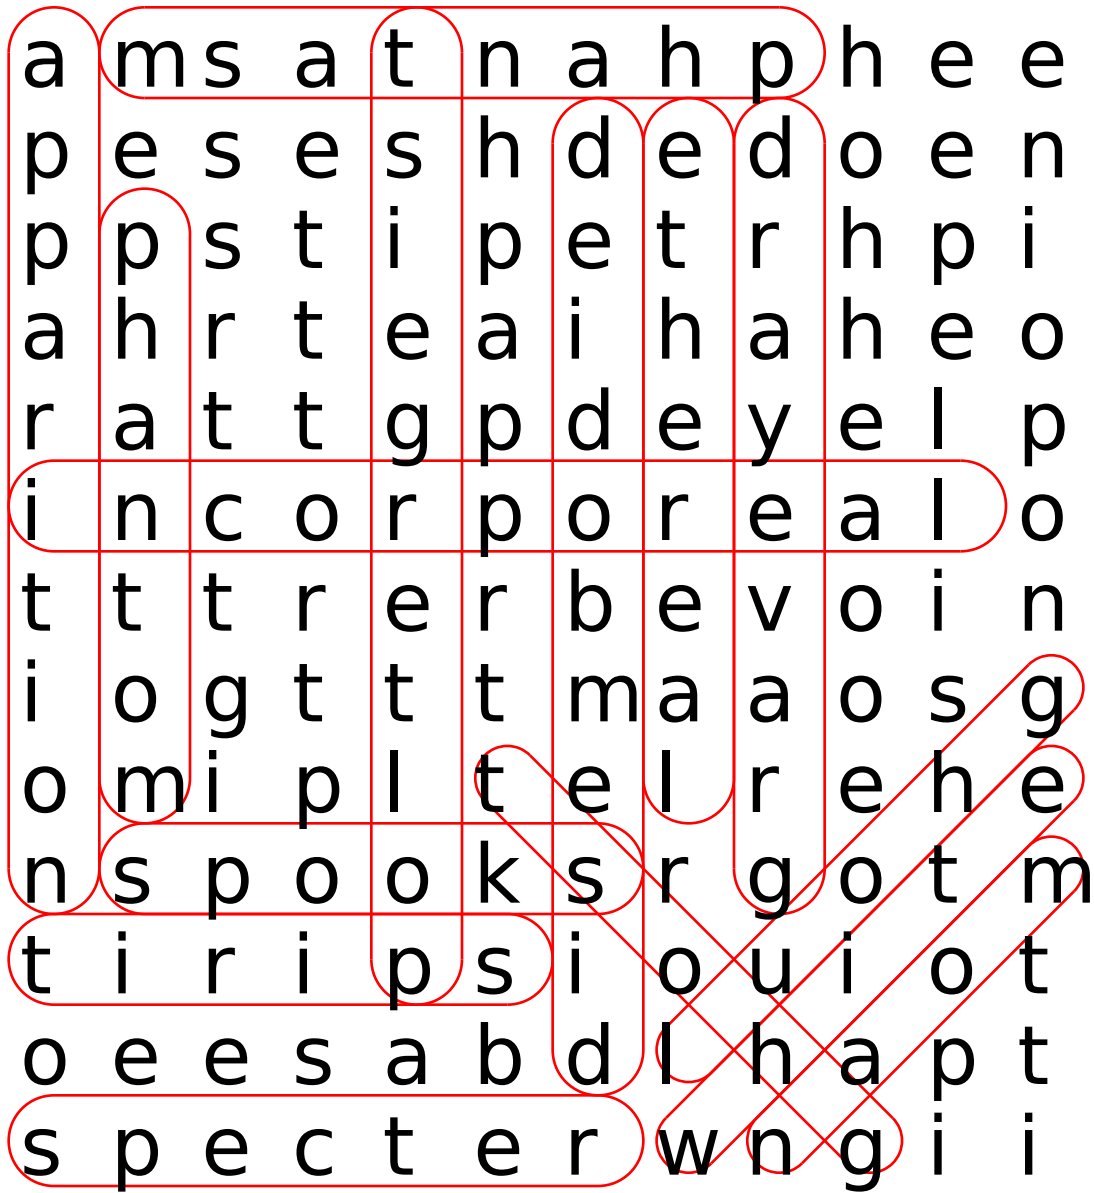 a m s a t n a h p h e e
p e s e s h d e d o e n
p p s t i p e t r h p i
a h r t e a i h a h e o
r a t t g p d e y e l p
i n c o r p o r e a l o
t t t r e r b e v o i n
i o g t t t m a a o s g
o m i p l t e l r e h e
n s p o o k s r g o t m
t i r i p s i o u i o t
o e e s a b d l h a p t
s p e c t e r w n g i i